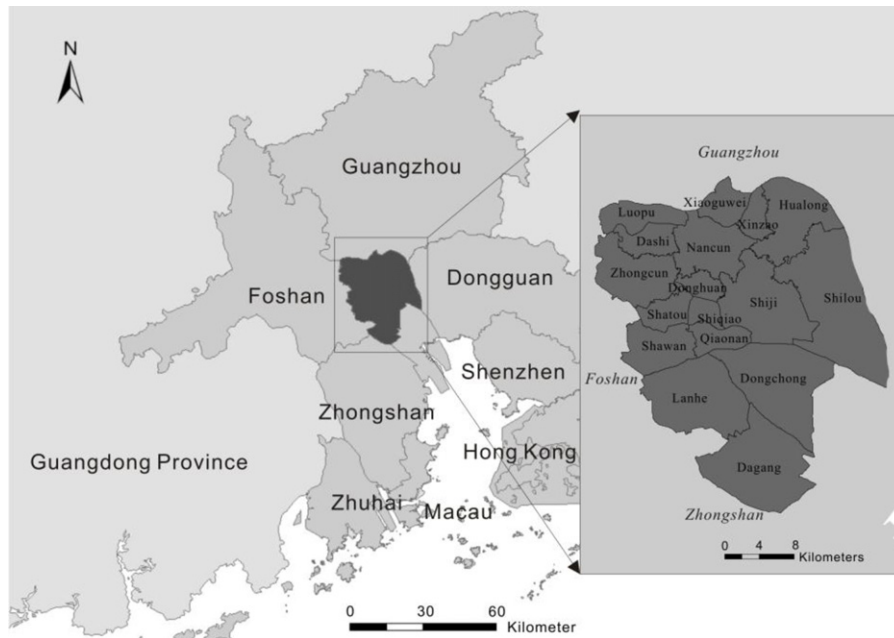 N
Guangzhou
Foshan
Dongguan
Shenzhen
Zhongshan
Guangdong Province
Hong Kong
Zhuhai
Macau
0 30 60
Kilometer
Guangzhou
Xiaoguwei
Hualong
Luopu
Xinzao
Dashi
Nancun
Zhongcun
Donghuan
Shiji
Shilou
Shatou
Shiqiao
Qiaonan
Shawan
Foshan
Dongchong
Lanhe
Dagang
Zhongshan
0 4 8
Kilometers